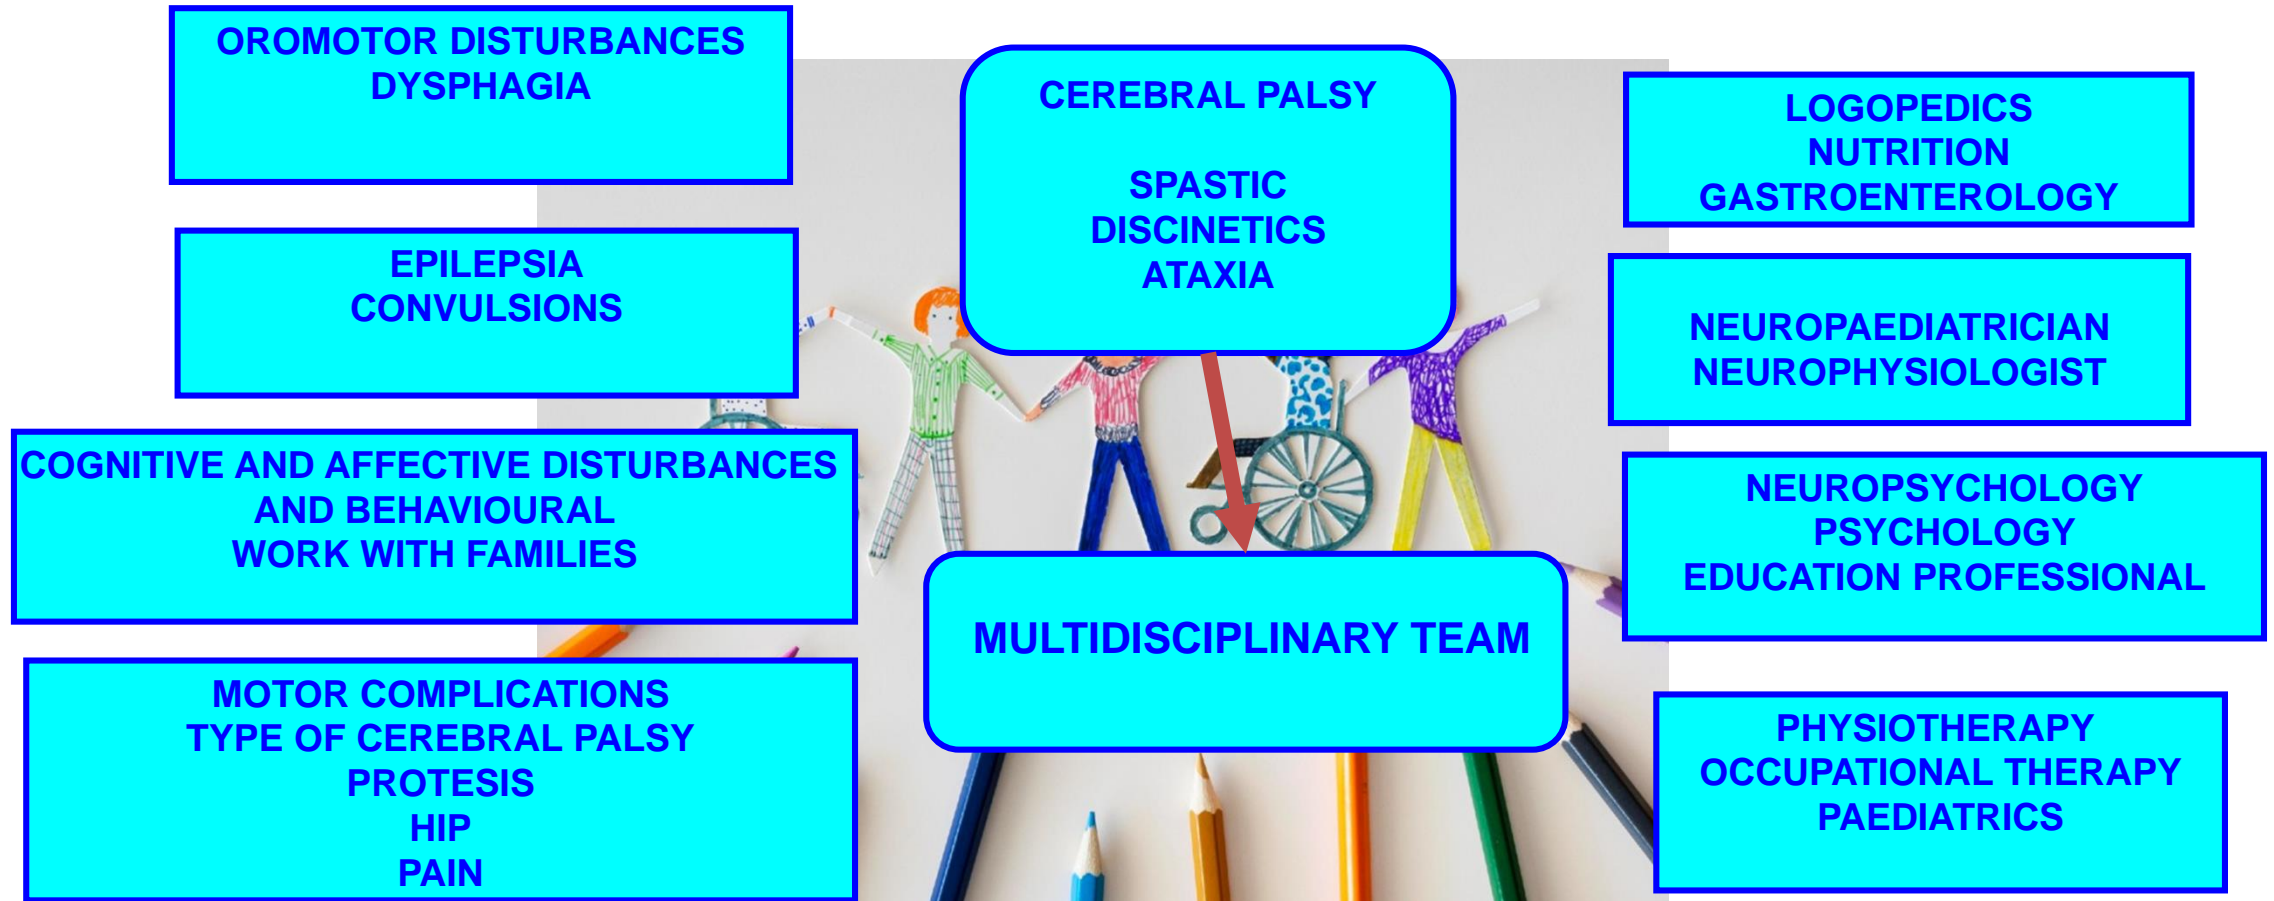 OROMOTOR DISTURBANCES
DYSPHAGIA
EPILEPSIA
CONVULSIONS
COGNITIVE AND AFFECTIVE DISTURBANCES
AND BEHAVIOURAL
WORK WITH FAMILIES
MOTOR COMPLICATIONS
TYPE OF CEREBRAL PALSY
PROTESIS
HIP
PAIN
CEREBRAL PALSY
SPASTIC
DISCINETICS
ATAXIA
MULTIDISCIPLINARY TEAM
LOGOPEDICS
NUTRITION
GASTROENTEROLOGY
NEUROPAEDIATRICIAN
NEUROPHYSIOLOGIST
NEUROPSYCHOLOGY
PSYCHOLOGY
EDUCATION PROFESSIONAL
PHYSIOTHERAPY
OCCUPATIONAL THERAPY
PAEDIATRICS